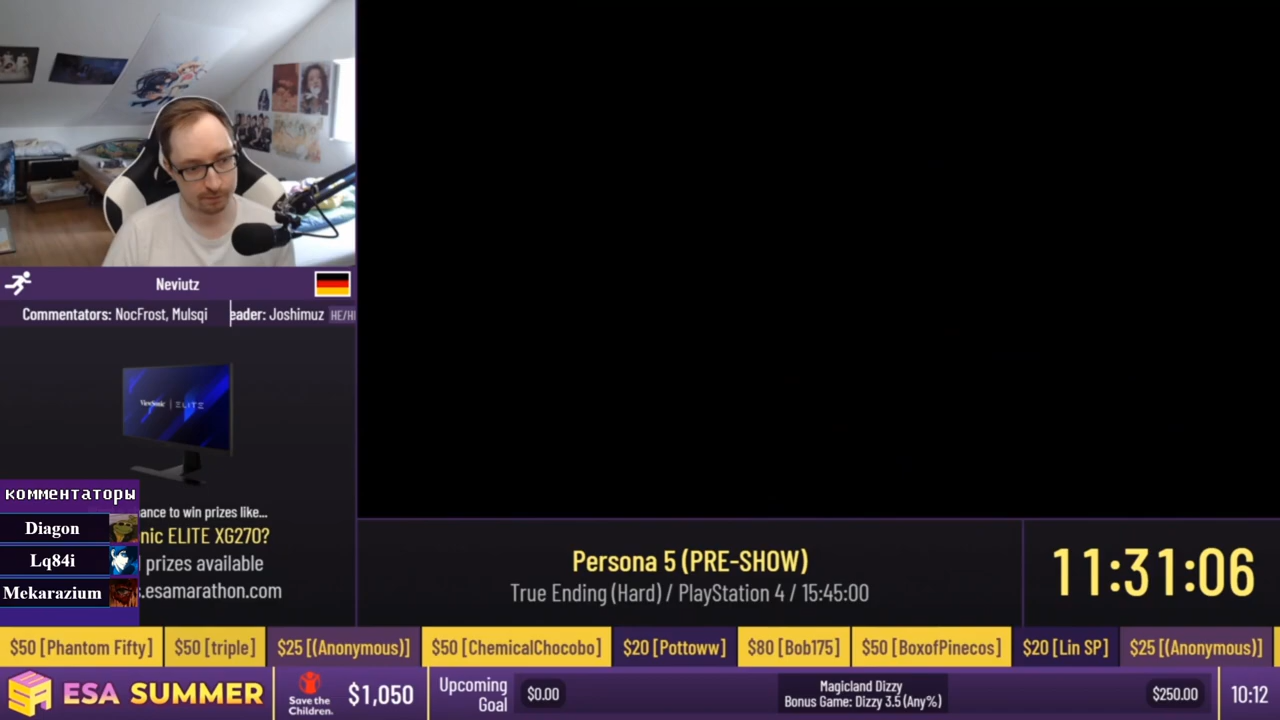 Neviutz
Commentators: NocFrost, Mulsqi
eader: Joshimuz HE/HI
ViewSonic | ELITE
комментаторы
Diagon
Lq84i
Mekarazium
ance to win prizes like...
nic ELITE XG270?
prizes available
.esamarathon.com
Persona 5 (PRE-SHOW)
True Ending (Hard) / PlayStation 4 / 15:45:00
11:31:06
$50 [Phantom Fifty]
$50 [triple]
$25 [(Anonymous)]
$50 [ChemicalChocobo]
$20 [Pottoww]
$80 [Bob175]
$50 [BoxofPinecos]
$20 [Lin SP]
$25 [(Anonymous)]
ESA SUMMER
Save the
Children.
$1,050
Upcoming
Goal
$0.00
Magicland Dizzy
Bonus Game: Dizzy 3.5 (Any%)
$250.00
10:12